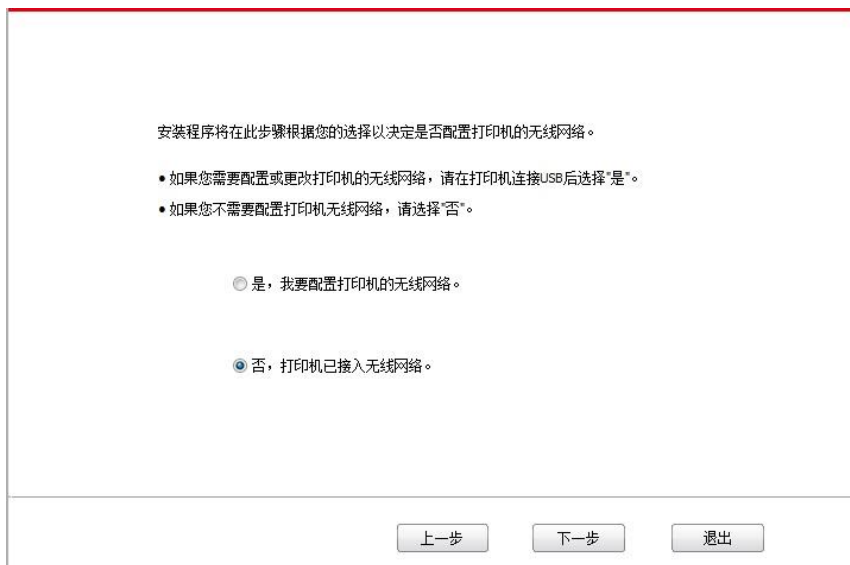 安装程序将在此步骤根据您的选择以决定是否配置打印机的无线网络。
• 如果您需要配置或更改打印机的无线网络，请在打印机连接USB后选择"是"。
• 如果您不需要配置打印机无线网络，请选择"否"。
是，我要配置打印机的无线网络。
否，打印机已接入无线网络。
上一步 下一步 退出